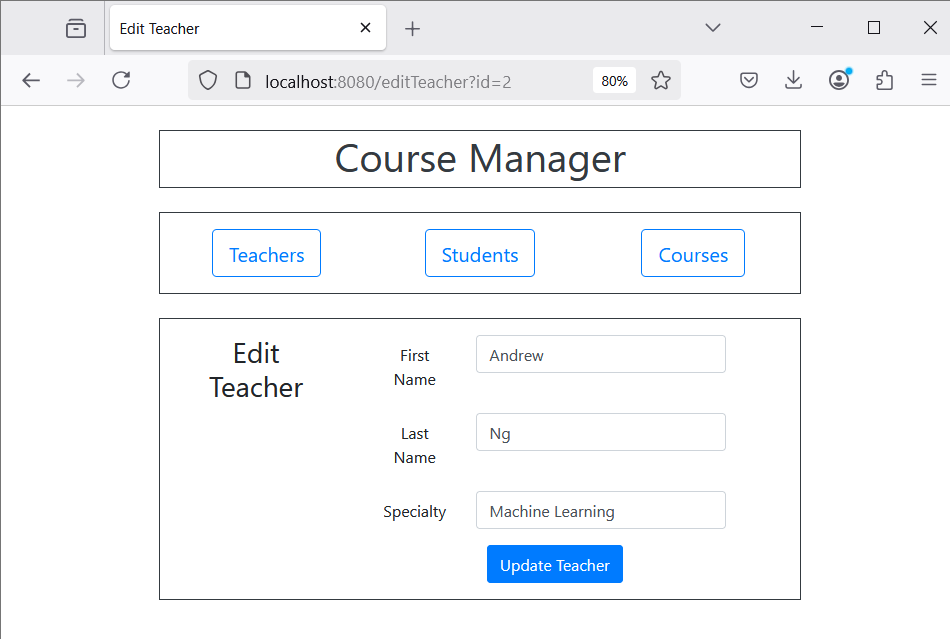 Edit Teacher
localhost:8080/editTeacher?id=2 80%
Course Manager
Teachers Students Courses
Edit
Teacher
First
Name
Andrew
Last
Name
Ng
Specialty
Machine Learning
Update Teacher